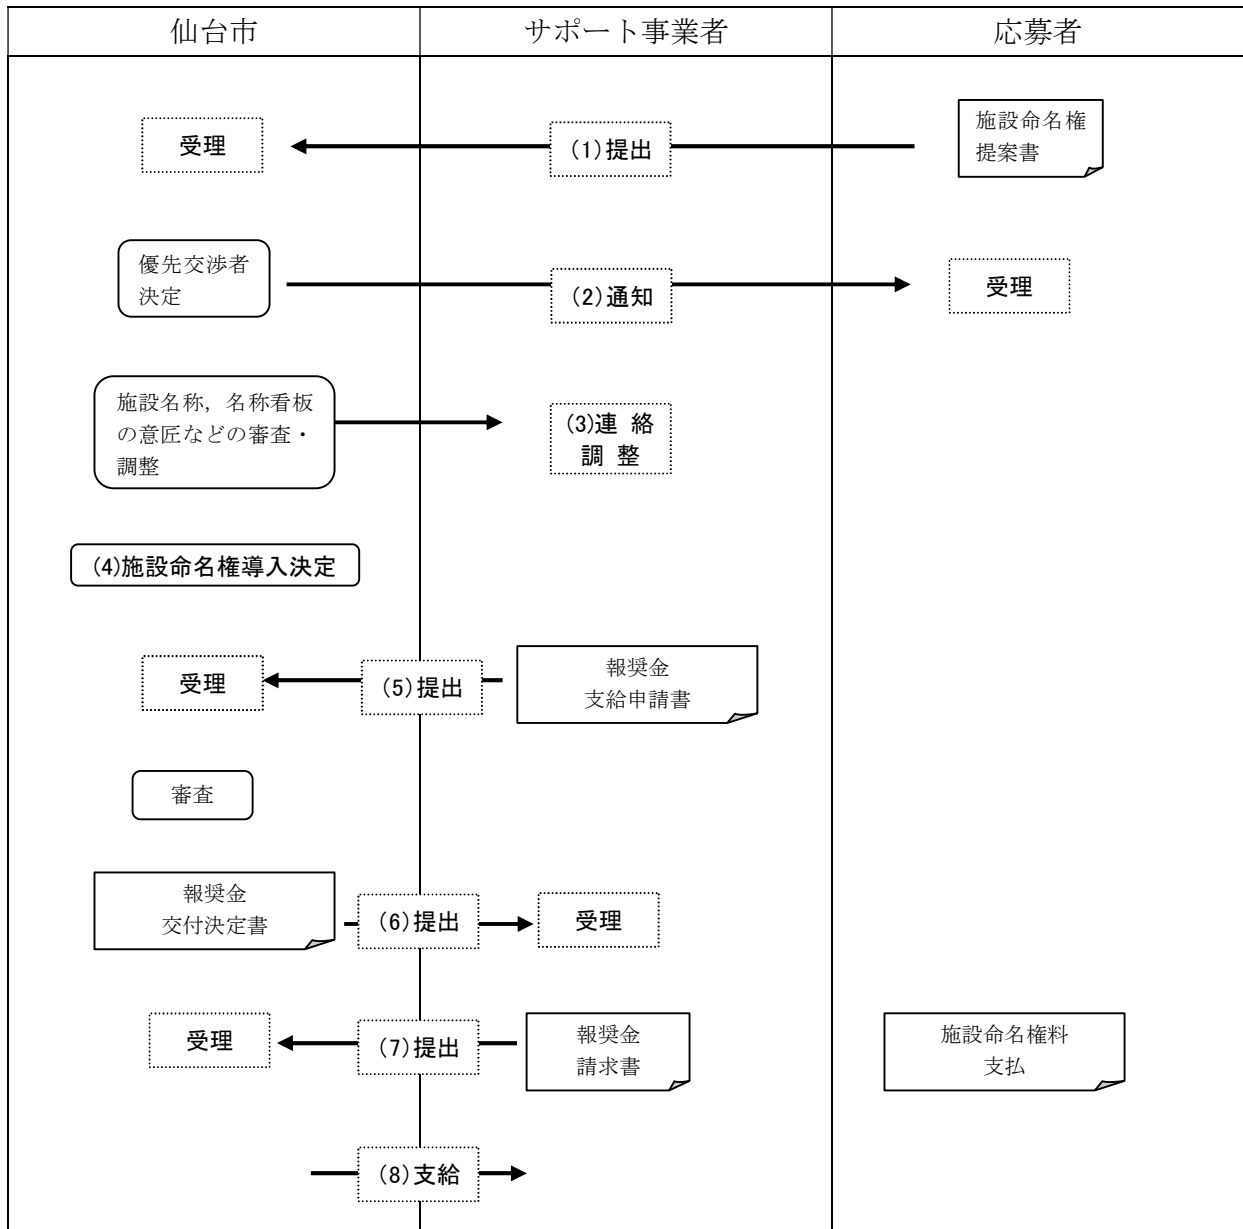 仙台市
サポート事業者
応募者
受理
(1)提出
施設命名権
提案書
優先交渉者
決定
(2)通知
受理
施設名称，名称看板
の意匠などの審査・
調整
(3)連 絡
調 整
(4)施設命名権導入決定
受理
(5)提出
報奨金
支給申請書
審査
報奨金
交付決定書
(6)提出
受理
受理
(7)提出
報奨金
請求書
施設命名権料
支払
(8)支給